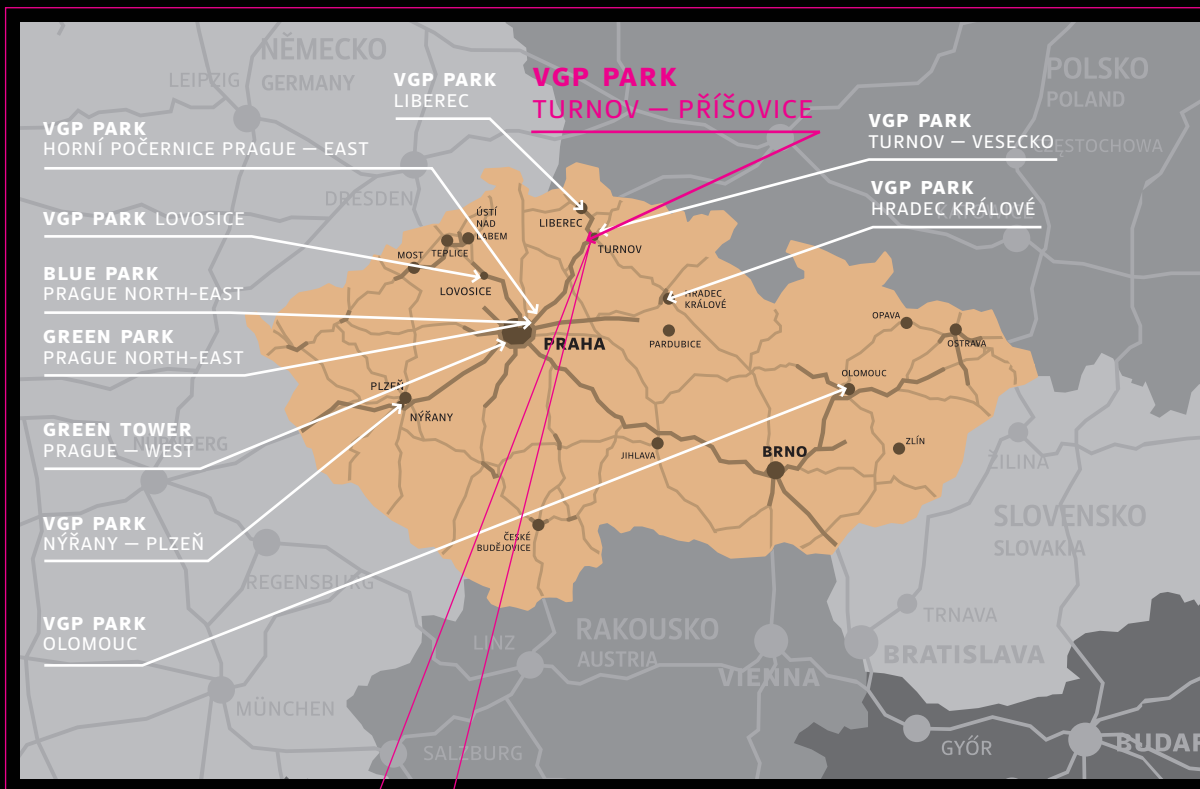 NĚMECKO
GERMANY
LEIPZIG
POLSKO
POLAND
VGP PARK
LIBEREC
VGP PARK
TURNOV — PŘÍŠOVICE
VGP PARK
TURNOV — VESECKO
CZĘSTOCHOWA
VGP PARK
HORNÍ POČERNICE PRAGUE — EAST
DRESDEN
VGP PARK
HRADEC KRÁLOVÉ
VGP PARK LOVOSICE
ÚSTÍ
NAD
LABEM
LIBEREC
MOST
TEPLICE
TURNOV
BLUE PARK
PRAGUE NORTH-EAST
LOVOSICE
HRADEC
KRÁLOVÉ
OPAVA
GREEN PARK
PRAGUE NORTH-EAST
PRAHA
PARDUBICE
OSTRAVA
OLOMOUC
PLZEŇ
NÝŘANY
GREEN TOWER
PRAGUE — WEST
NÜRNBERG
JIHLAVA
BRNO
ZLÍN
ŽILINA
VGP PARK
NÝŘANY — PLZEŇ
ČESKÉ
BUDĚJOVICE
SLOVENSKO
SLOVAKIA
REGENSBURG
VGP PARK
OLOMOUC
LINZ
RAKOUSKO
AUSTRIA
TRNAVA
BRATISLAVA
VIENNA
MÜNCHEN
SALZBURG
GYŐR
BUDAP